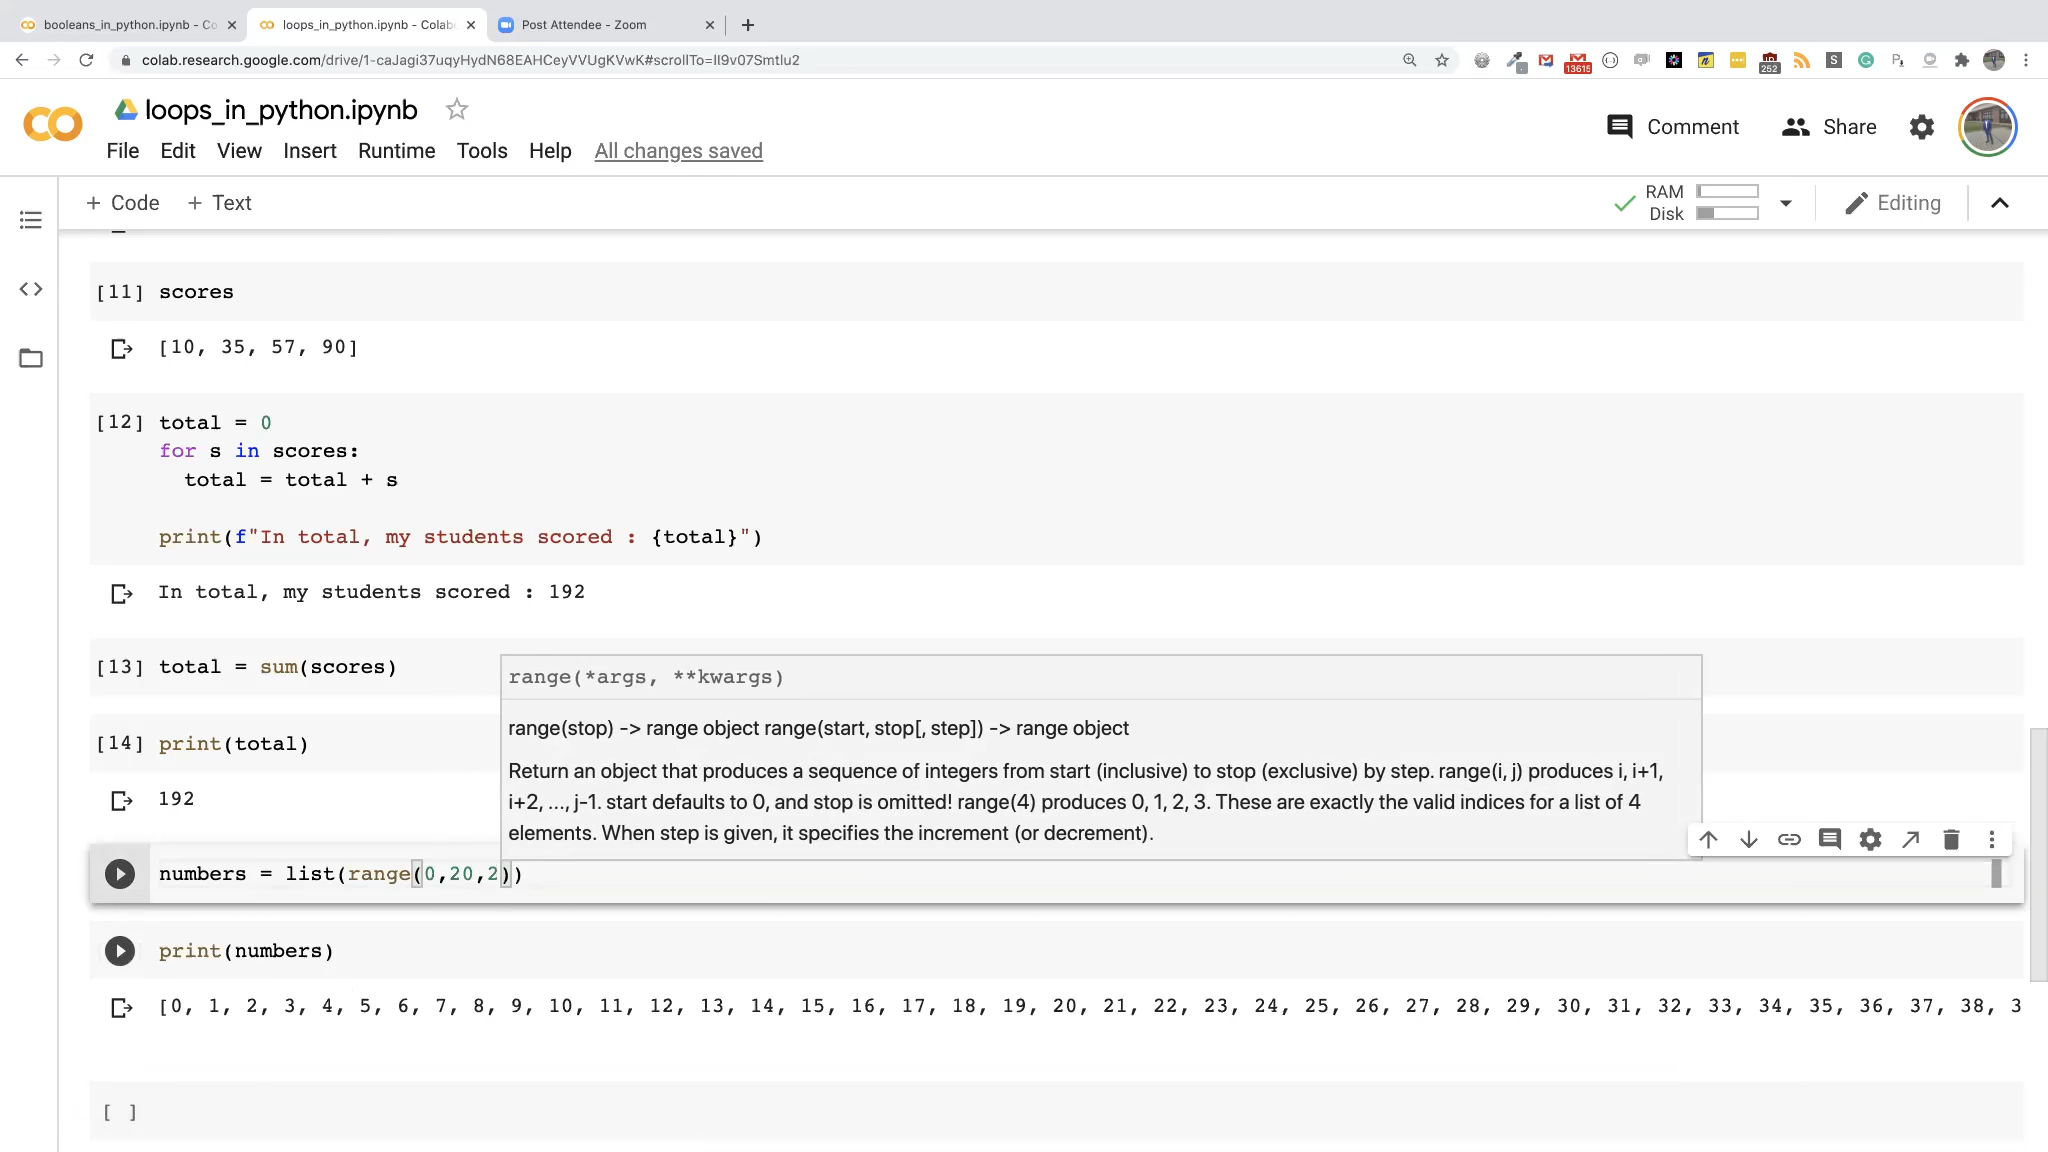 booleans_in_python.ipynb - Co
loops_in_python.ipynb - Colab
Post Attendee - Zoom
colab.research.google.com/drive/1-caJagi37uqyHydN68EAHCeyVVUgKVwK#scrollTo=II9v07Smtlu2
13615
252
loops_in_python.ipynb
Comment
Share
File Edit View Insert Runtime Tools Help All changes saved
+ Code + Text
RAM
Disk
Editing
[11] scores
[10, 35, 57, 90]
[12] total = 0
for s in scores:
total = total + s
print(f"In total, my students scored : {total}")
In total, my students scored : 192
[13] total = sum(scores)
range(*args, **kwargs)
range(stop) -> range object range(start, stop[, step]) -> range object
Return an object that produces a sequence of integers from start (inclusive) to stop (exclusive) by step. range(i, j) produces i, i+1,
i+2, ..., j-1. start defaults to 0, and stop is omitted! range(4) produces 0, 1, 2, 3. These are exactly the valid indices for a list of 4
elements. When step is given, it specifies the increment (or decrement).
[14] print(total)
192
numbers = list(range(0,20,2))
print(numbers)
[0, 1, 2, 3, 4, 5, 6, 7, 8, 9, 10, 11, 12, 13, 14, 15, 16, 17, 18, 19, 20, 21, 22, 23, 24, 25, 26, 27, 28, 29, 30, 31, 32, 33, 34, 35, 36, 37, 38, 3
[ ]